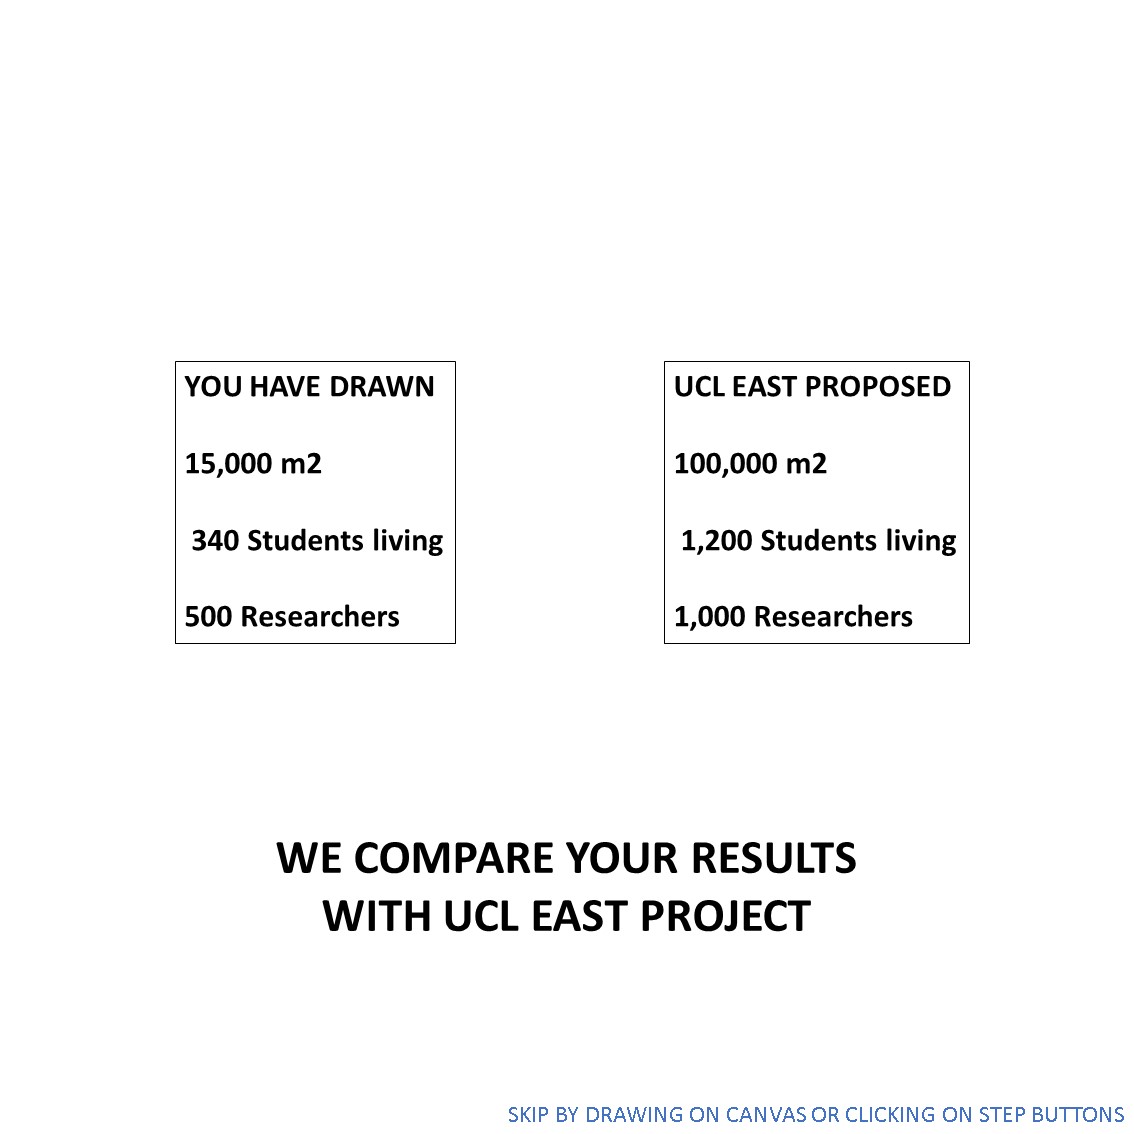 YOU HAVE DRAWN
15,000 m2
340 Students living
500 Researchers
UCL EAST PROPOSED
100,000 m2
1,200 Students living
1,000 Researchers
WE COMPARE YOUR RESULTS
WITH UCL EAST PROJECT
SKIP BY DRAWING ON CANVAS OR CLICKING ON STEP BUTTONS